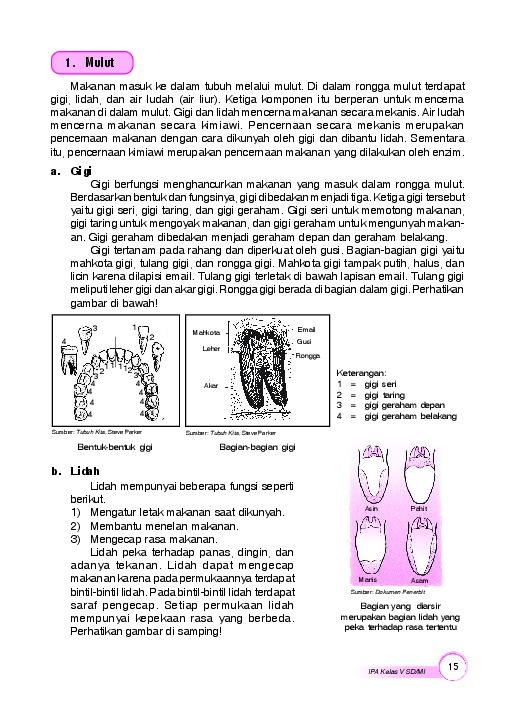 1. Mulut
Makanan masuk ke dalam tubuh melalui mulut. Di dalam rongga mulut terdapat
gigi, lidah, dan air ludah (air liur). Ketiga komponen itu berperan untuk mencerna
makanan di dalam mulut. Gigi dan lidah mencerna makanan secara mekanis. Air ludah
mencerna makanan secara kimiawi. Pencernaan secara mekanis merupakan
pencernaan makanan dengan cara dikunyah oleh gigi dan dibantu lidah. Sementara
itu, pencernaan kimiawi merupakan pencernaan makanan yang dilakukan oleh enzim.
a. Gigi
Gigi berfungsi menghancurkan makanan yang masuk dalam rongga mulut.
Berdasarkan bentuk dan fungsinya, gigi dibedakan menjadi tiga. Ketiga gigi tersebut
yaitu gigi seri, gigi taring, dan gigi geraham. Gigi seri untuk memotong makanan,
gigi taring untuk mengoyak makanan, dan gigi geraham untuk mengunyah makan-
an. Gigi geraham dibedakan menjadi geraham depan dan geraham belakang.
Gigi tertanam pada rahang dan diperkuat oleh gusi. Bagian-bagian gigi yaitu
mahkota gigi, tulang gigi, dan rongga gigi. Mahkota gigi tampak putih, halus, dan
licin karena dilapisi email. Tulang gigi terletak di bawah lapisan email. Tulang gigi
meliputi leher gigi dan akar gigi. Rongga gigi berada di bagian dalam gigi. Perhatikan
gambar di bawah!
4
3
1
2
3 2 1 1 1 1 2 3
4 4
4 4
4 4
4 4
Mahkota
Leher
Akar
Email
Gusi
Rongga
Keterangan:
1 = gigi seri
2 = gigi taring
3 = gigi geraham depan
4 = gigi geraham belakang
Sumber: Tubuh Kita, Steve Parker
Sumber: Tubuh Kita, Steve Parker
Bentuk-bentuk gigi
Bagian-bagian gigi
b. Lidah
Lidah mempunyai beberapa fungsi seperti
berikut.
1) Mengatur letak makanan saat dikunyah.
2) Membantu menelan makanan.
3) Mengecap rasa makanan.
Lidah peka terhadap panas, dingin, dan
adanya tekanan. Lidah dapat mengecap
makanan karena pada permukaannya terdapat
bintil-bintil lidah. Pada bintil-bintil lidah terdapat
saraf pengecap. Setiap permukaan lidah
mempunyai kepekaan rasa yang berbeda.
Perhatikan gambar di samping!
Asin
Pahit
Manis
Asam
Sumber: Dokumen Penerbit
Bagian yang diarsir
merupakan bagian lidah yang
peka terhadap rasa tertentu
IPA Kelas V SD/MI
15